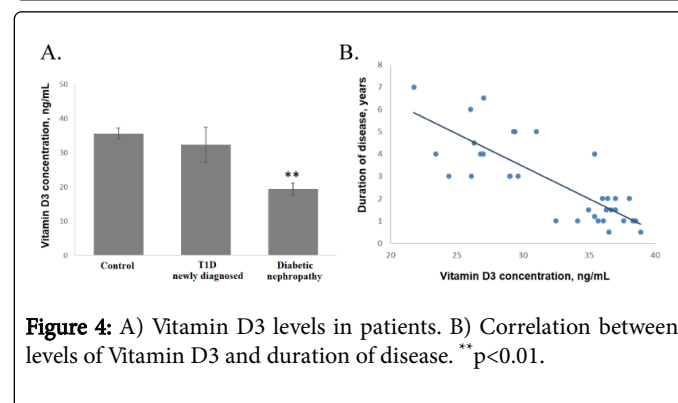 A.
50
40
30
20
10
0
Vitamin D3 concentration, ng/mL
**
Control
T1D
newly diagnosed
Diabetic
nephropathy
B.
8
7
6
5
4
3
2
1
0
Duration of disease, years
20
25
30
35
40
Vitamin D3 concentration, ng/mL
Figure 4: A) Vitamin D3 levels in patients. B) Correlation between
levels of Vitamin D3 and duration of disease. **p<0.01.